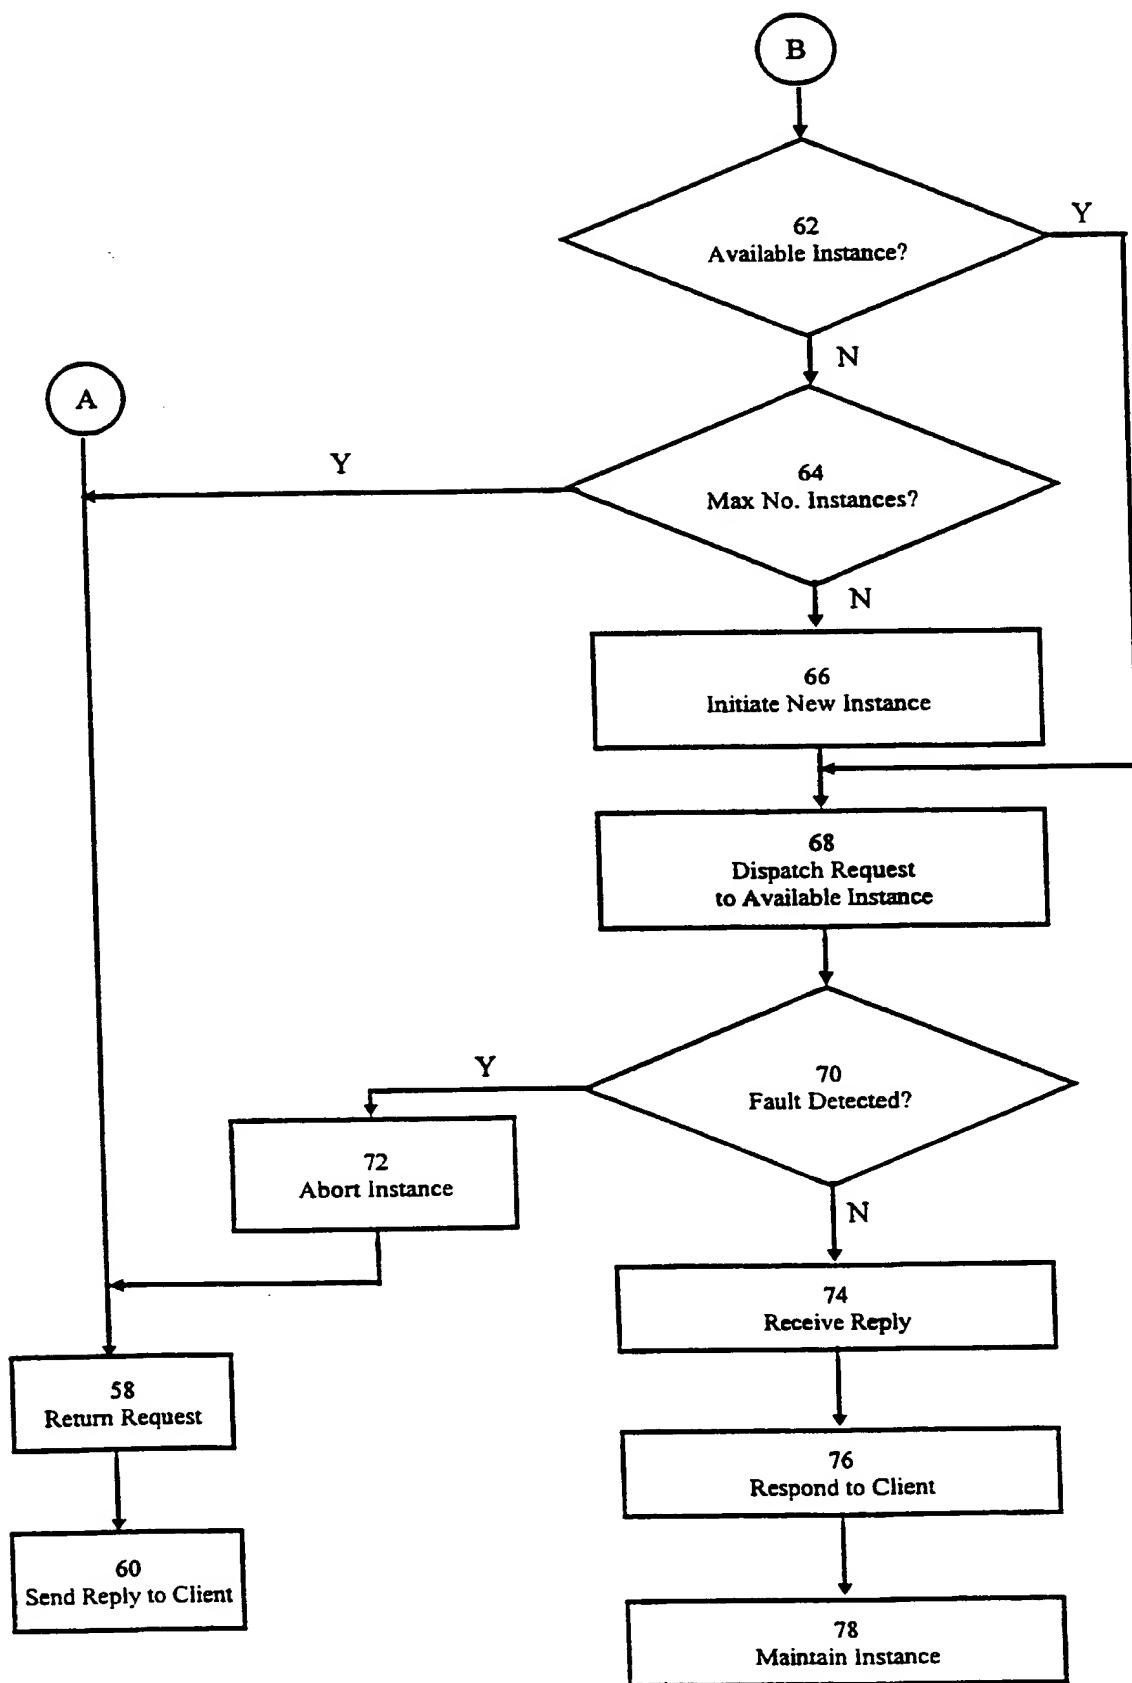 B
62
Available Instance?
Y
N
A
Y
64
Max No. Instances?
N
66
Initiate New Instance
68
Dispatch Request
to Available Instance
Y
70
Fault Detected?
72
Abort Instance
N
74
Receive Reply
58
Return Request
76
Respond to Client
60
Send Reply to Client
78
Maintain Instance